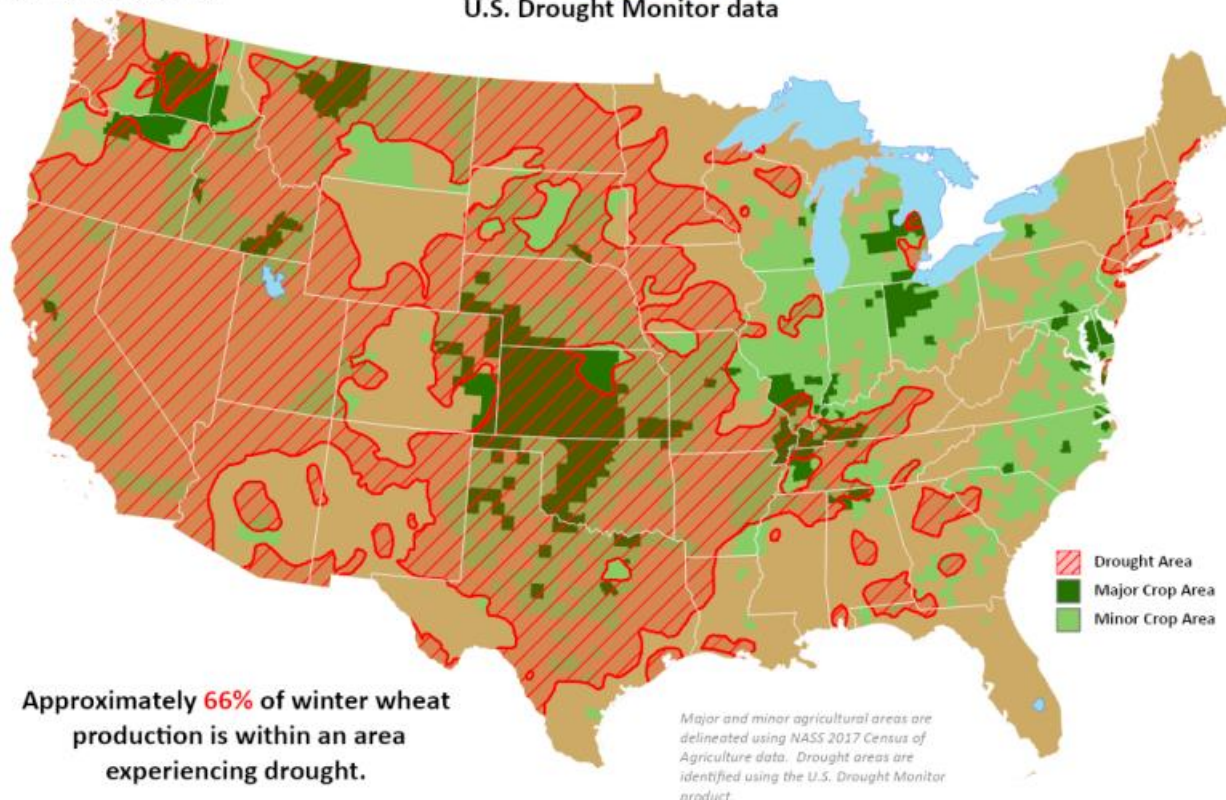 U.S. Drought Monitor data
Drought Area
Major Crop Area
Minor Crop Area
Approximately 66% of winter wheat
production is within an area
experiencing drought.
Major and minor agricultural areas are
delineated using NASS 2017 Census of
Agriculture data. Drought areas are
identified using the U.S. Drought Monitor
product